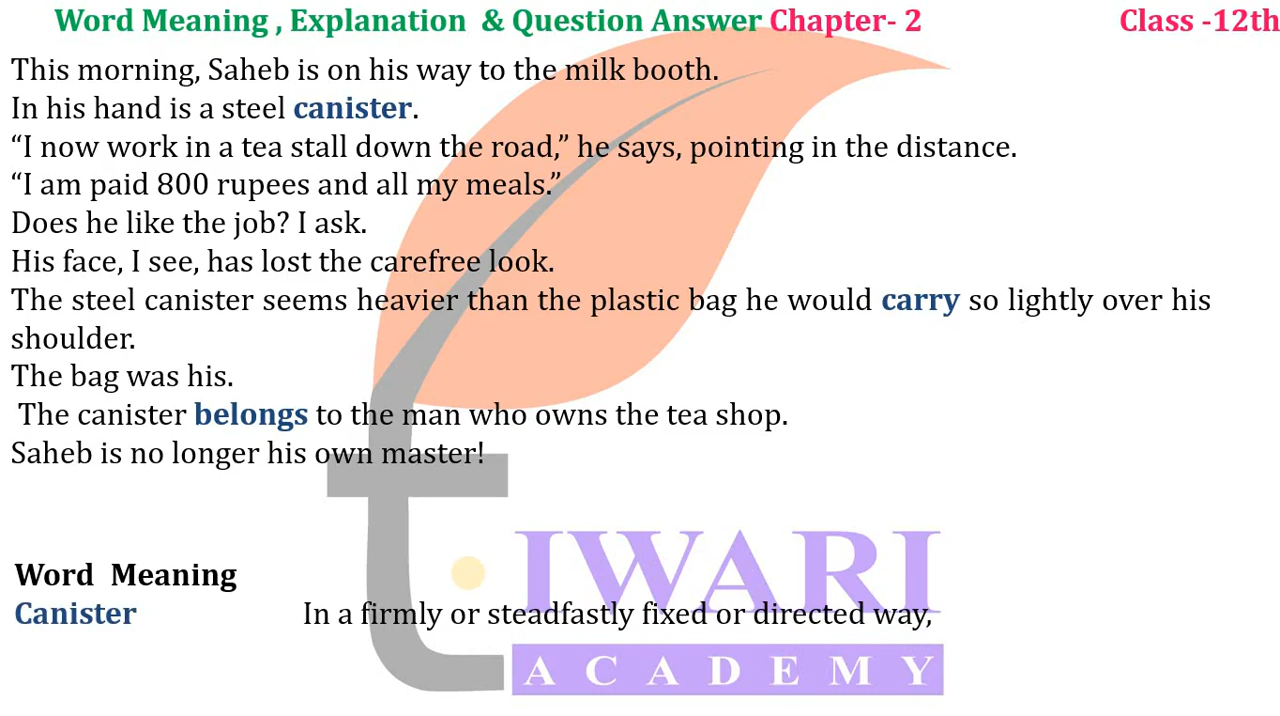 Word Meaning , Explanation & Question Answer Chapter- 2 Class -12th
This morning, Saheb is on his way to the milk booth.
In his hand is a steel canister.
“I now work in a tea stall down the road,” he says, pointing in the distance.
“I am paid 800 rupees and all my meals.”
Does he like the job? I ask.
His face, I see, has lost the carefree look.
The steel canister seems heavier than the plastic bag he would carry so lightly over his
shoulder.
The bag was his.
The canister belongs to the man who owns the tea shop.
Saheb is no longer his own master!
Word Meaning
Canister In a firmly or steadfastly fixed or directed way,
tIWARI
ACADEMY